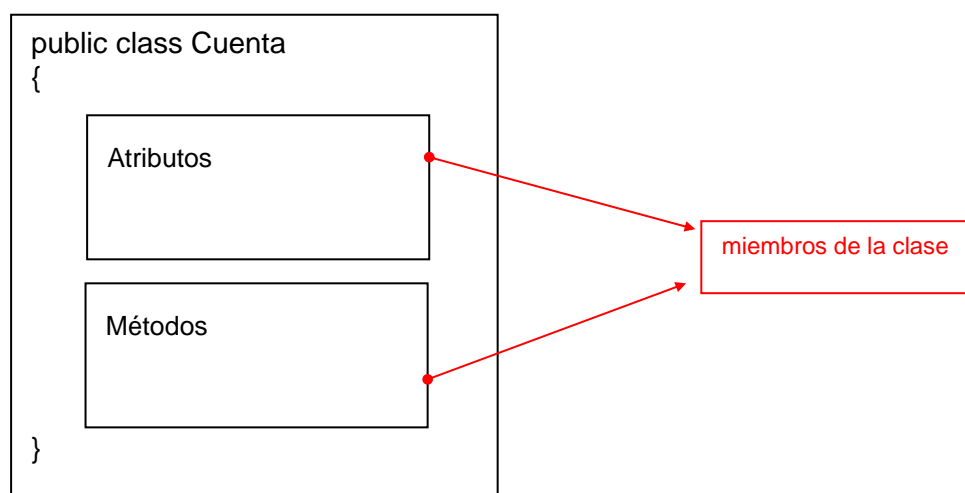 public class Cuenta
{
Atributos
miembros de la clase
Métodos
}